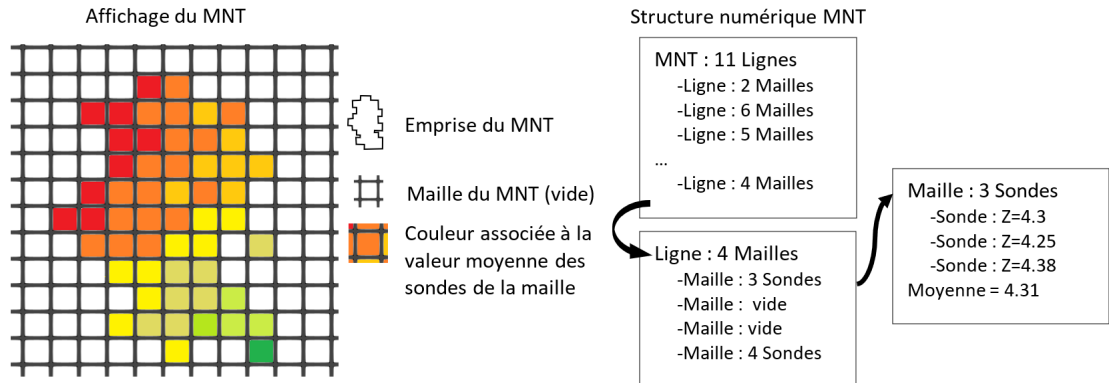 Affichage du MNT
Emprise du MNT
Maille du MNT (vide)
Couleur associée à la
valeur moyenne des
sondes de la maille
Structure numérique MNT
MNT : 11 Lignes
-Ligne : 2 Mailles
-Ligne : 6 Mailles
-Ligne : 5 Mailles
...
-Ligne : 4 Mailles
Ligne : 4 Mailles
-Maille : 3 Sondes
-Maille : vide
-Maille : vide
-Maille : 4 Sondes
Maille : 3 Sondes
-Sonde : Z=4.3
-Sonde : Z=4.25
-Sonde : Z=4.38
Moyenne = 4.31